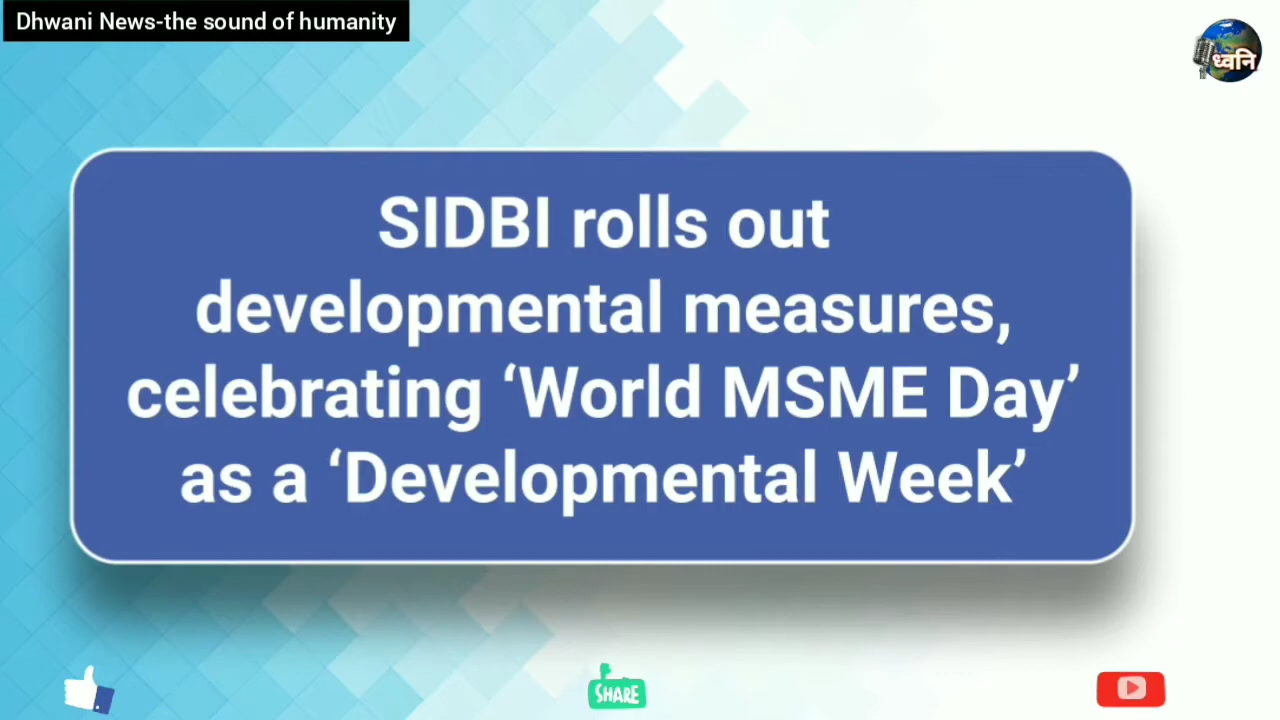 Dhwani News-the sound of humanity
ध्वनि
SIDBI rolls out
developmental measures,
celebrating ‘World MSME Day’
as a ‘Developmental Week’
SHARE